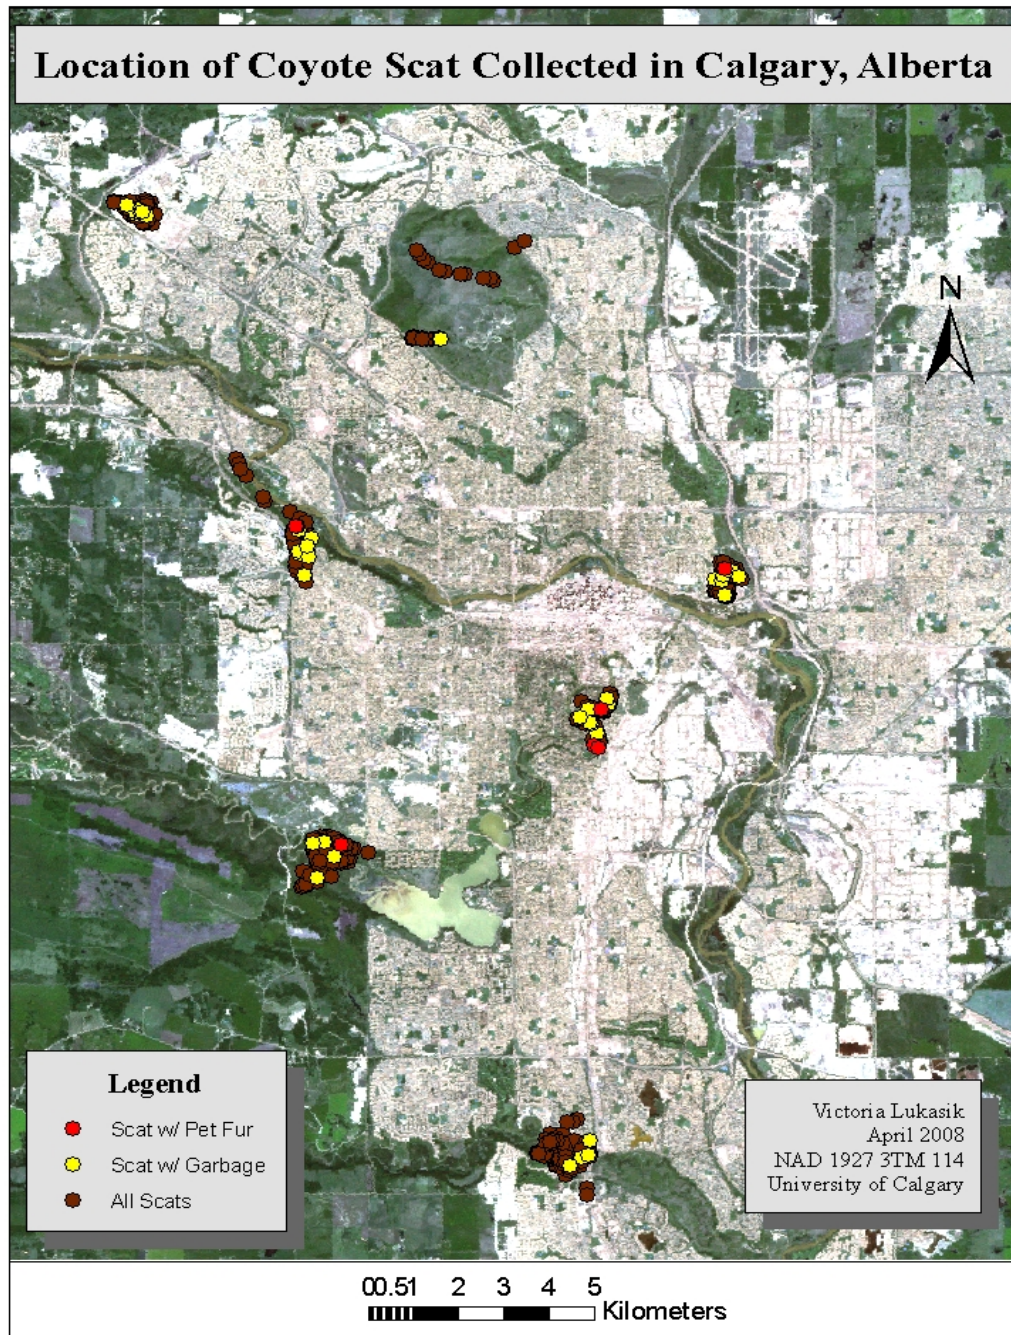 Location of Coyote Scat Collected in Calgary, Alberta
N
Legend
Scat w/ Pet Fur
Scat w/ Garbage
All Scats
Victoria Lukasik
April 2008
NAD 1927 3TM 114
University of Calgary
00.51 2 3 4 5
Kilometers